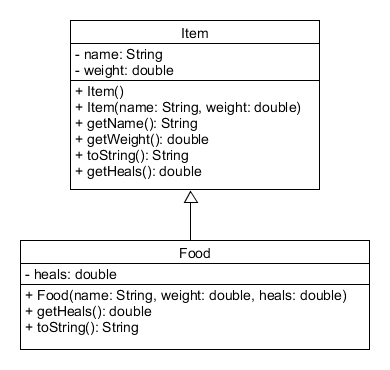 Item
- name: String
- weight: double
+ Item()
+ Item(name: String, weight: double)
+ getName(): String
+ getWeight(): double
+ toString(): String
+ getHeals(): double
Food
- heals: double
+ Food(name: String, weight: double, heals: double)
+ getHeals(): double
+ toString(): String